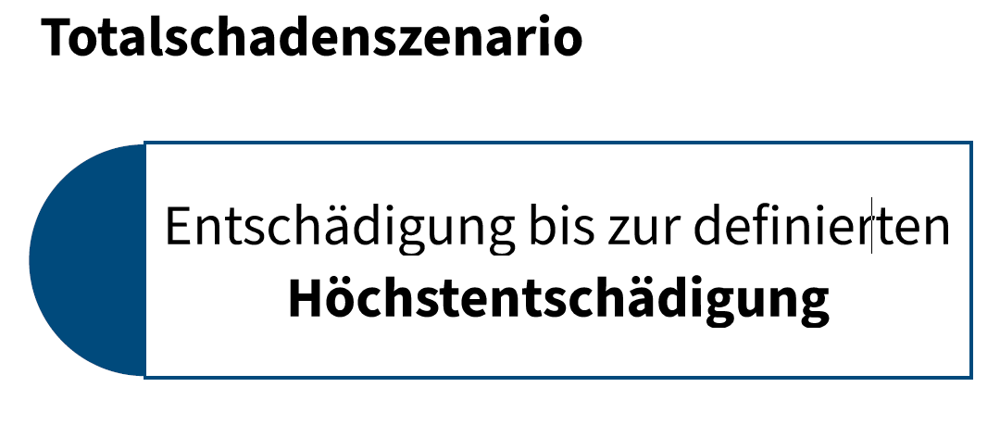 Totalschadenszenario
Entschädigung bis zur definierten
Höchstentschädigung